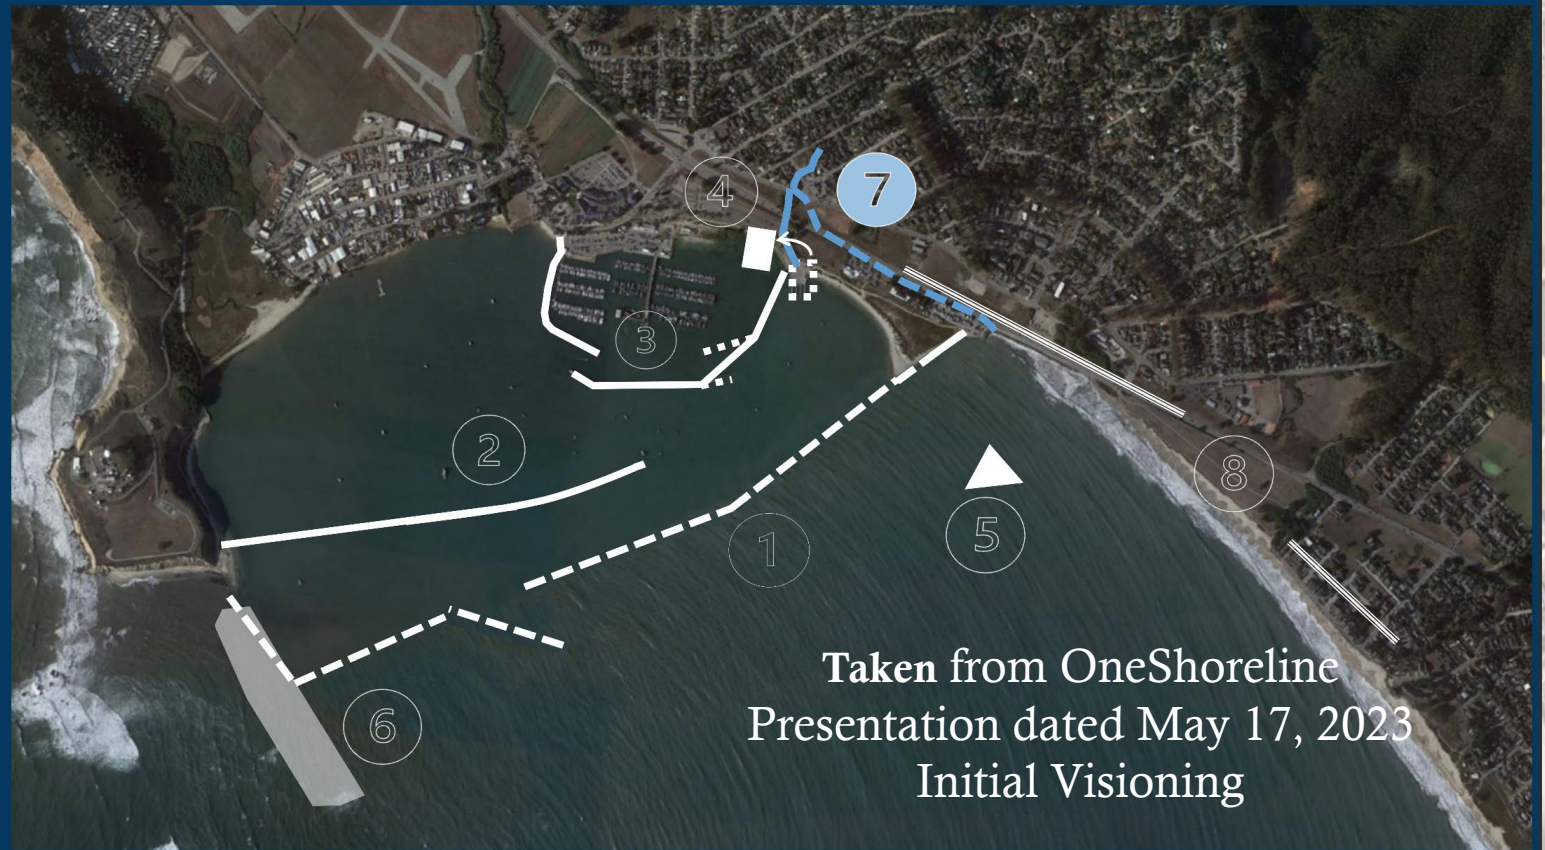 4
7
3
2
8
1
5
6
Taken from OneShoreline
Presentation dated May 17, 2023
Initial Visioning